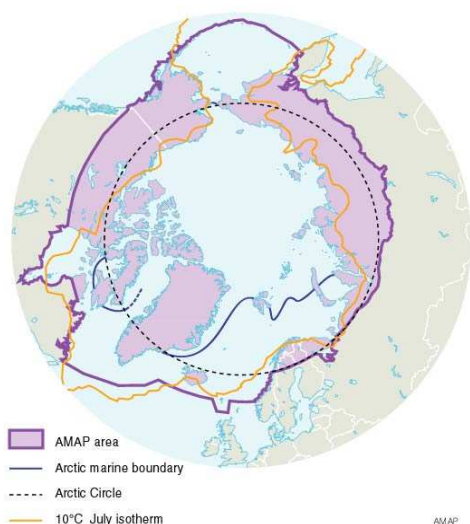 AMAP area
Arctic marine boundary
Arctic Circle
10°C July isotherm
AMAP